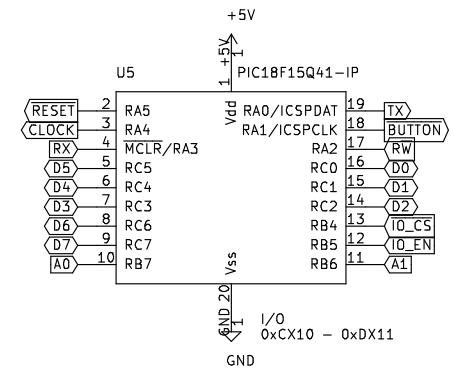 +5V
+5V
1
U5
1
PIC18F15Q41-IP
Vdd
RESET 2 RA5 RA0/ICSPDAT 19 TX
CLOCK 3 RA4 RA1/ICSPCLK 18 BUTTON
RX 4 MCLR/RA3 RA2 17 RW
D5 5 RC5 RC0 16 D0
D4 6 RC4 RC1 15 D1
D3 7 RC3 RC2 14 D2
D6 8 RC6 RB4 13 IO_CS
D7 9 RC7 RB5 12 IO_EN
A0 10 RB7 RB6 11 A1
Vss
20
GND
1
I/O
0xCX10 - 0xDX11
GND